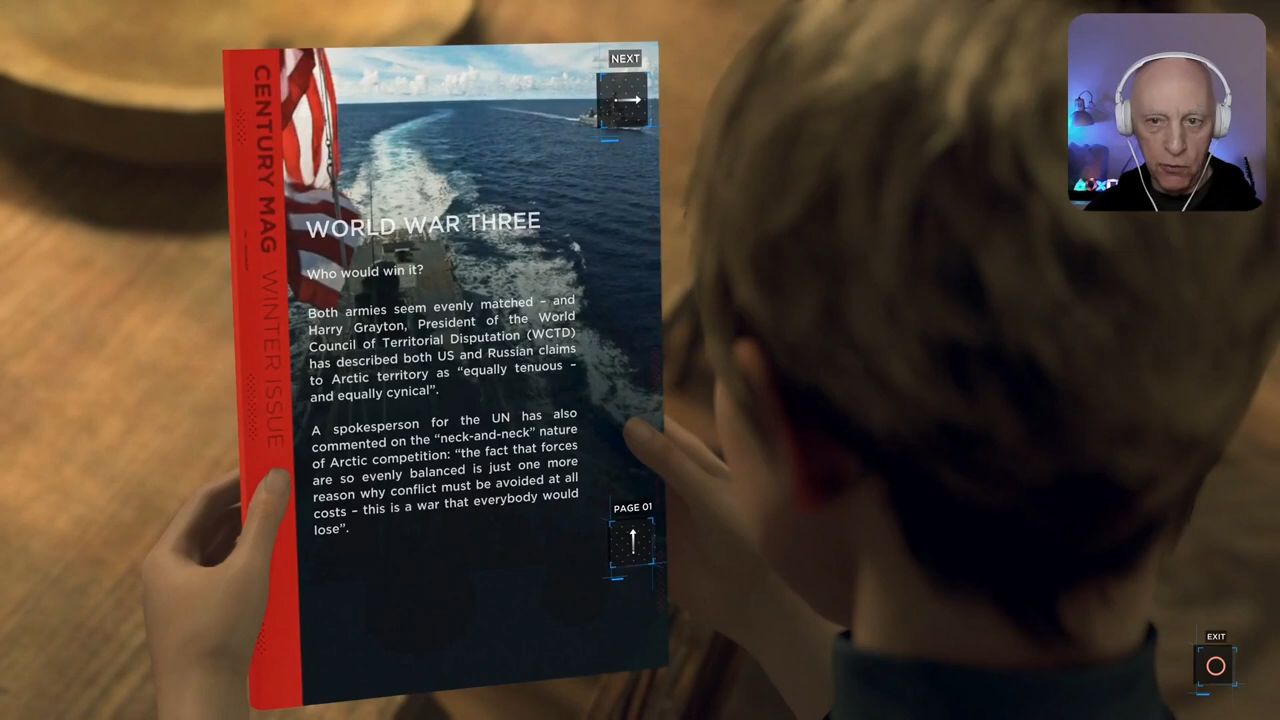 CENTURY MAG WINTER ISSUE
NEXT
WORLD WAR THREE
Who would win it?
Both armies seem evenly matched – and
Harry Grayton, President of the World
Council of Territorial Disputation (WCTD)
has described both US and Russian claims
to Arctic territory as “equally tenuous –
and equally cynical”.
A spokesperson for the UN has also
commented on the “neck-and-neck” nature
of Arctic competition: “the fact that forces
are so evenly balanced is just one more
reason why conflict must be avoided at all
costs – this is a war that everybody would
lose”.
PAGE 01
EXIT